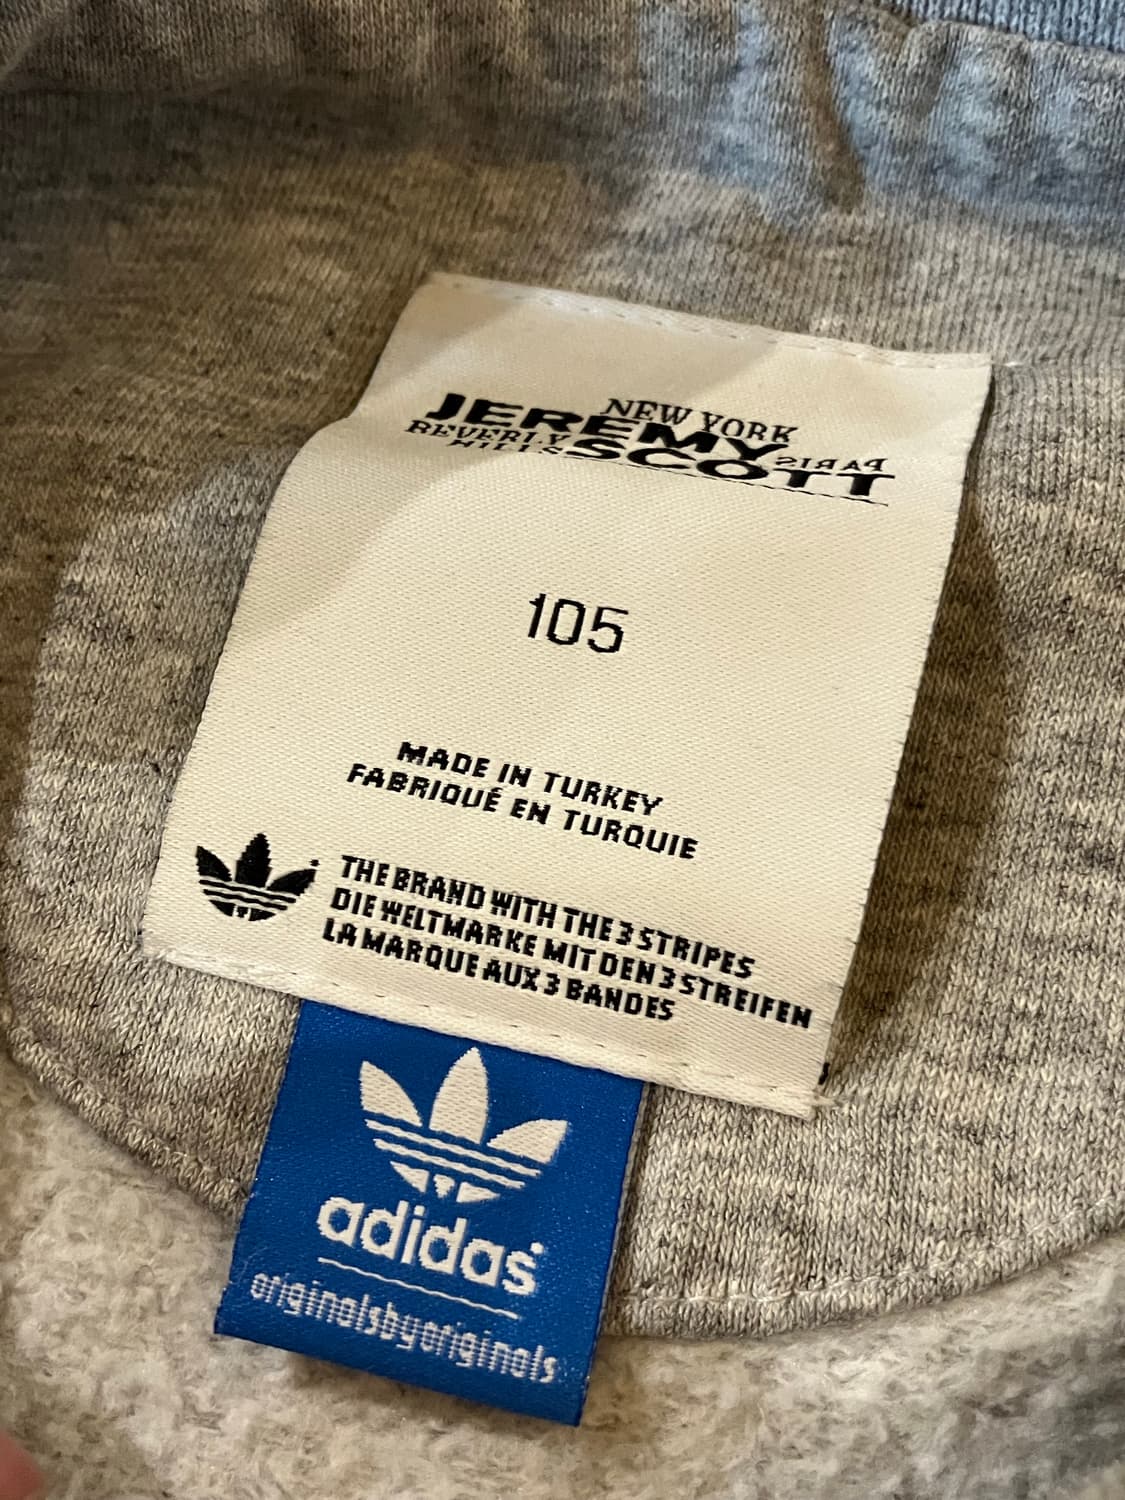 NEW YORK
JEREMY
BEVERLY
HILLS
SCOTT
PARIS
105
MADE IN TURKEY
FABRIQUÉ EN TURQUIE
THE BRAND WITH THE 3 STRIPES
DIE WELTMARKE MIT DEN 3 STREIFEN
LA MARQUE AUX 3 BANDES
adidas
originalsbyoriginals